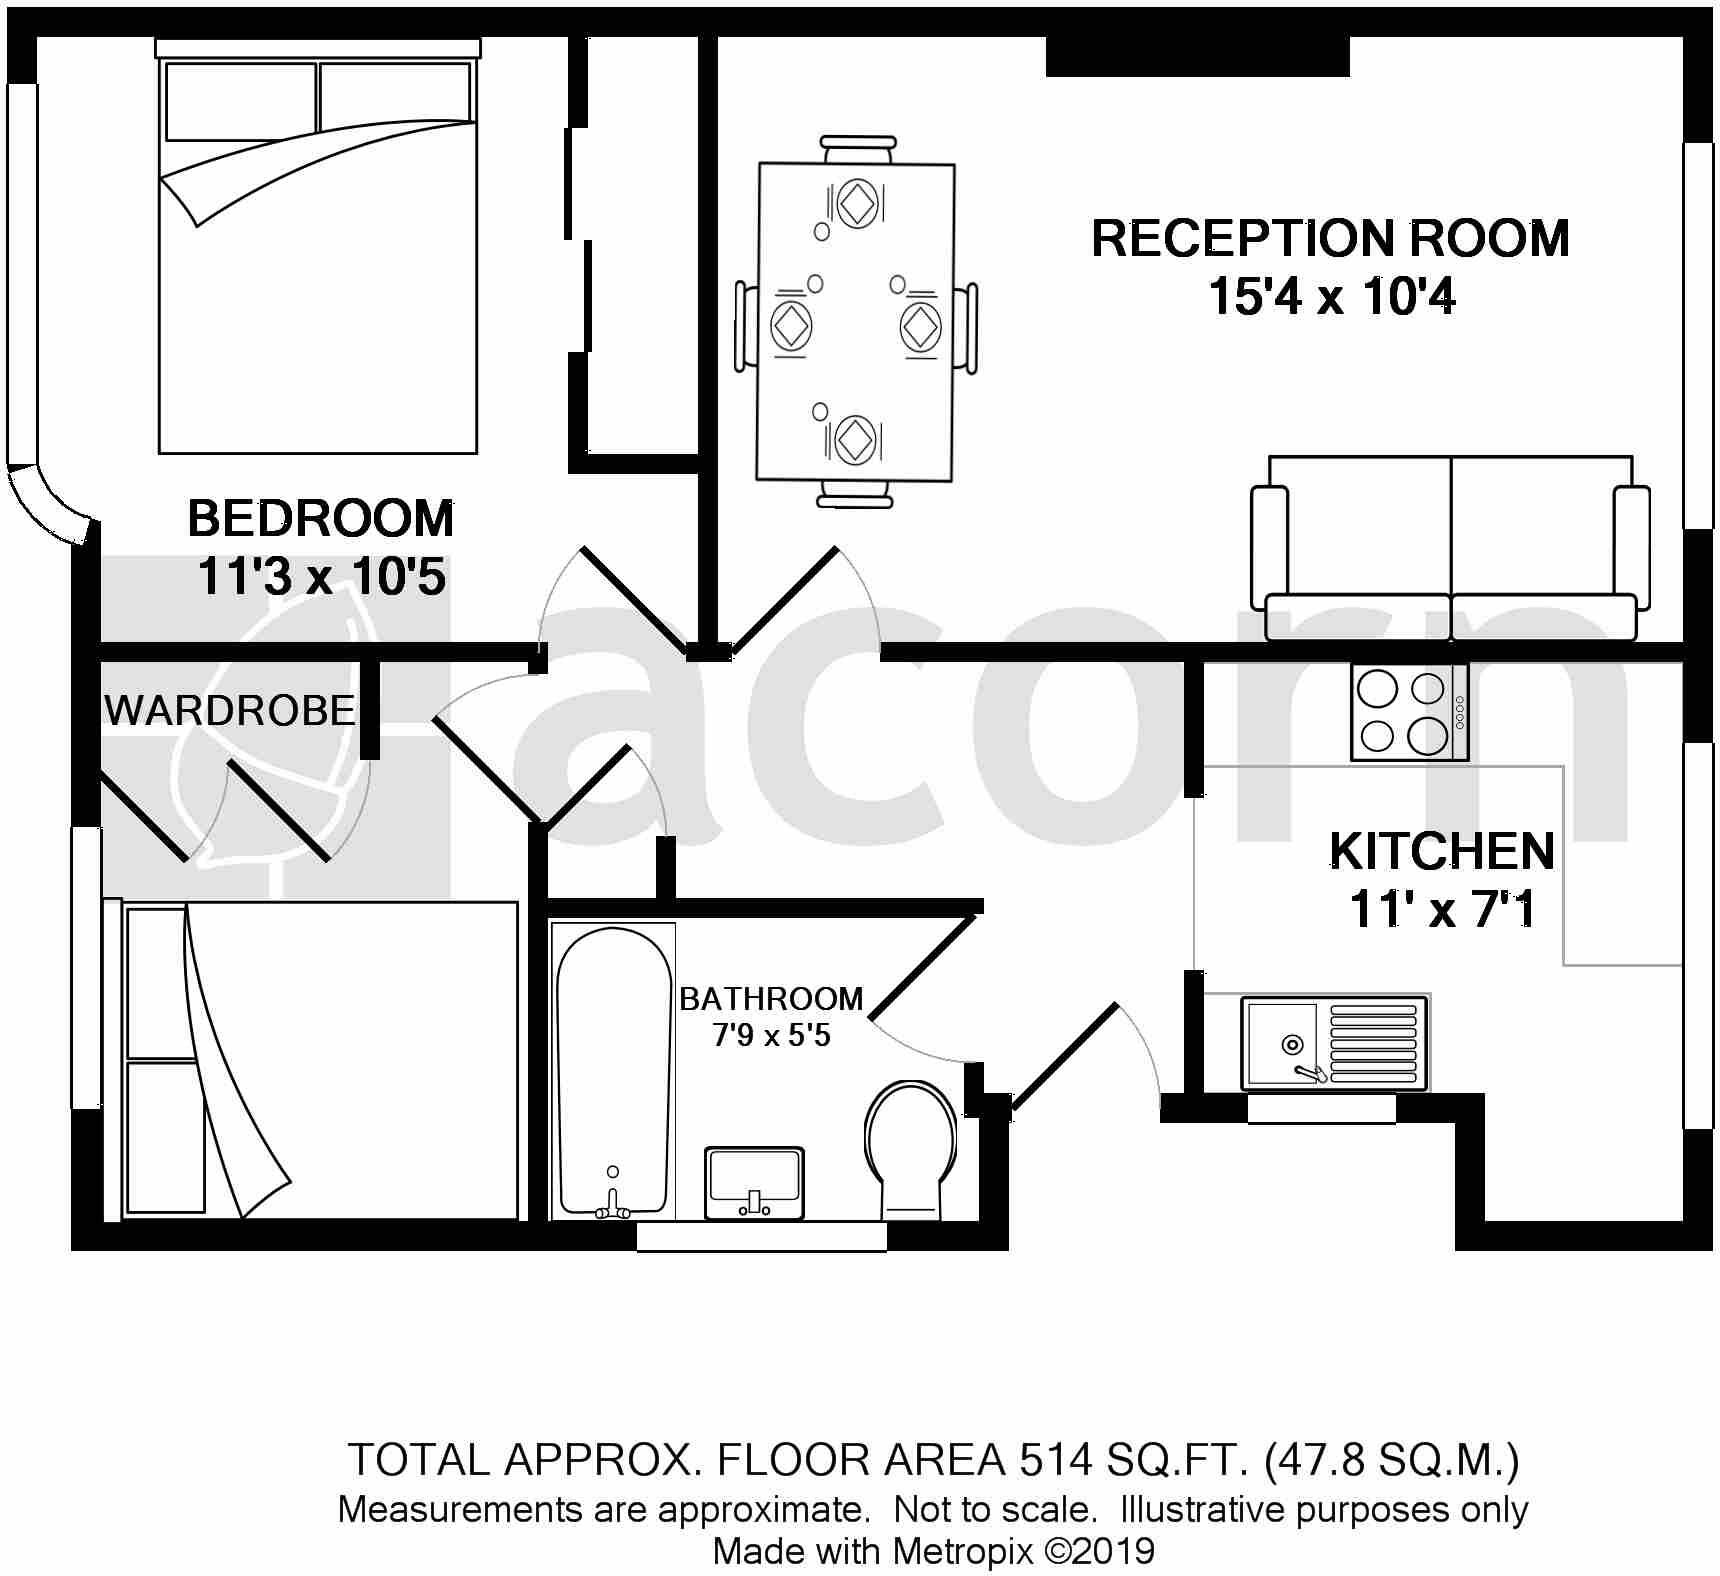 RECEPTION ROOM
15'4 x 10'4
BEDROOM
11'3 x 10'5
acorn
WARDROBE
KITCHEN
11' x 7'1
BATHROOM
7'9 x 5'5
TOTAL APPROX. FLOOR AREA 514 SQ.FT. (47.8 SQ.M.)
Measurements are approximate. Not to scale. Illustrative purposes only
Made with Metropix ©2019